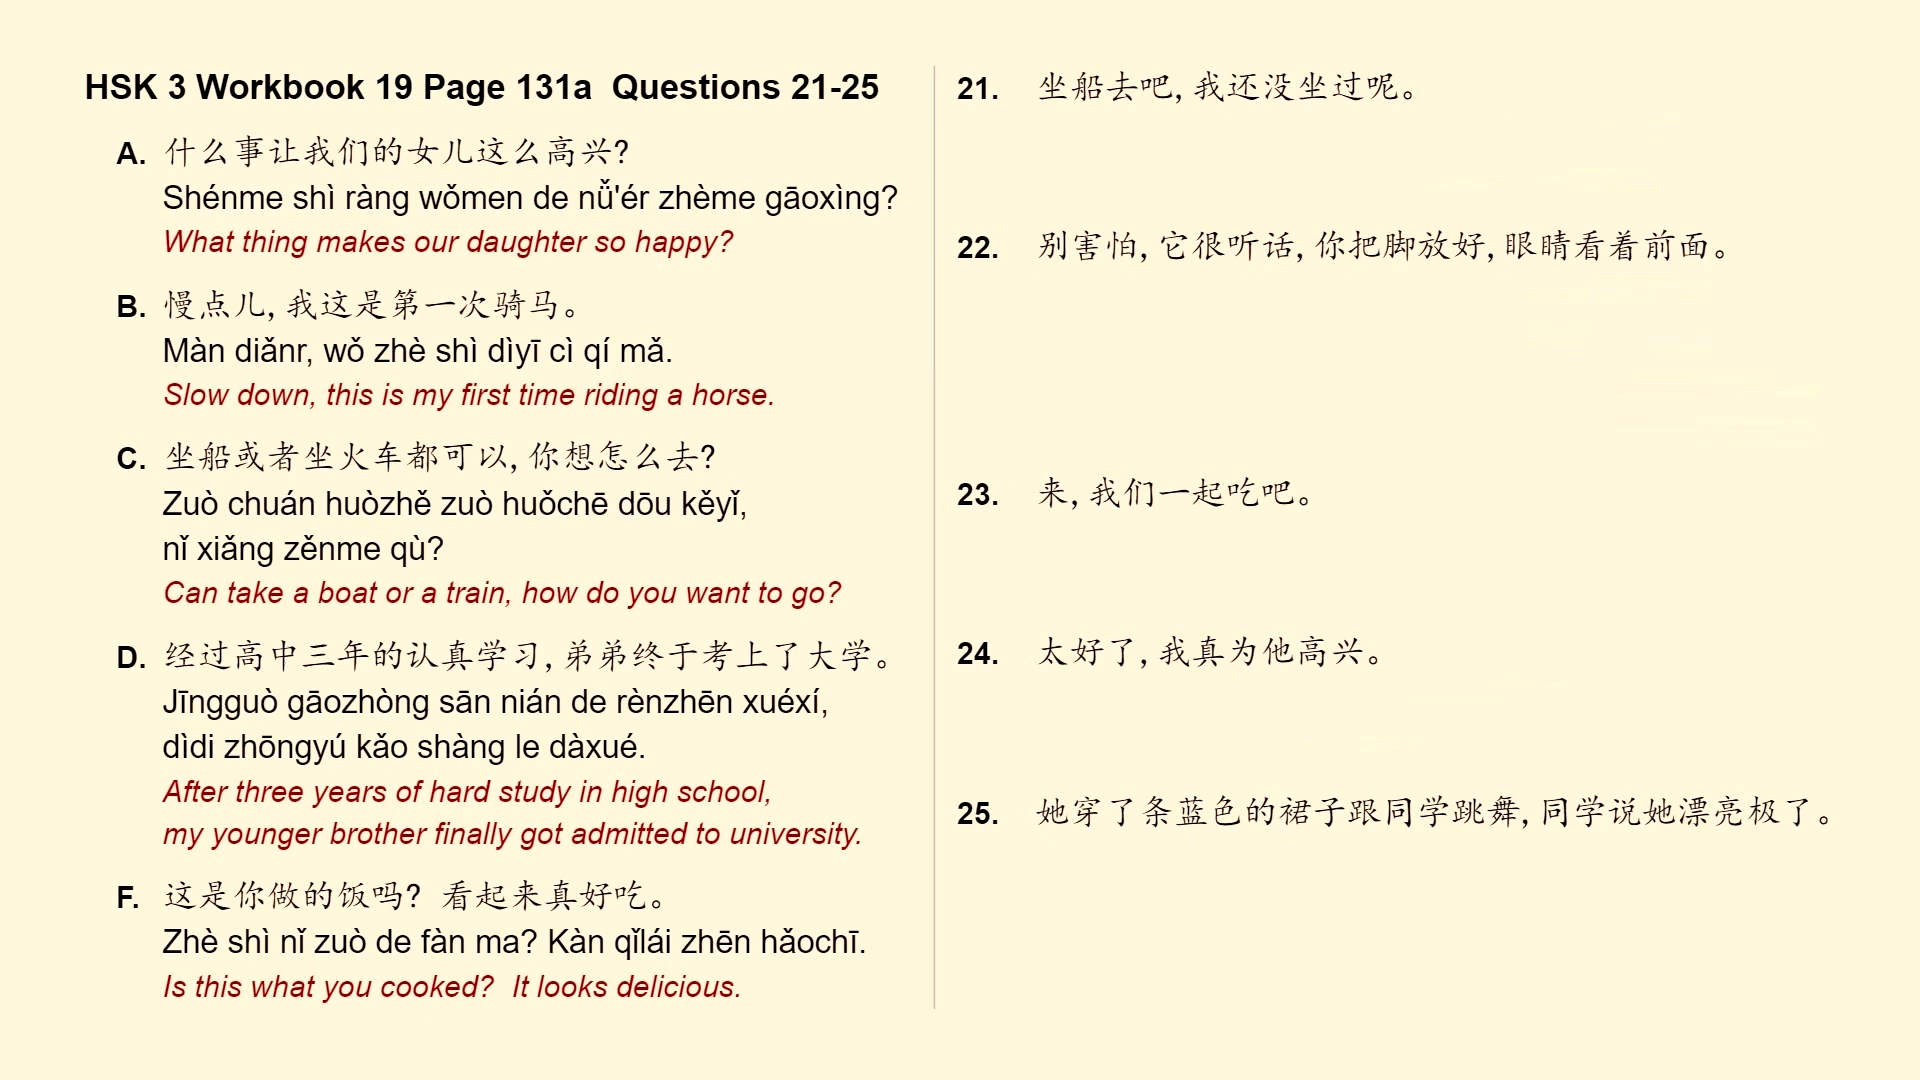 HSK 3 Workbook 19 Page 131a  Questions 21-25
A. 什么事让我们的女儿这么高兴?
Shénme shì ràng wǒmen de nǚ'ér zhème gāoxìng?
What thing makes our daughter so happy?
B. 慢点儿, 我这是第一次骑马。
Màn diǎnr, wǒ zhè shì dìyī cì qí mǎ.
Slow down, this is my first time riding a horse.
C. 坐船或者坐火车都可以, 你想怎么去?
Zuò chuán huòzhě zuò huǒchē dōu kěyǐ,
nǐ xiǎng zěnme qù?
Can take a boat or a train, how do you want to go?
D. 经过高中三年的认真学习, 弟弟终于考上了大学。
Jīngguò gāozhòng sān nián de rènzhēn xuéxí,
dìdi zhōngyú kǎo shàng le dàxué.
After three years of hard study in high school,
my younger brother finally got admitted to university.
F. 这是你做的饭吗? 看起来真好吃。
Zhè shì nǐ zuò de fàn ma? Kàn qǐlái zhēn hǎochī.
Is this what you cooked?  It looks delicious.
21. 坐船去吧, 我还没坐过呢。
22. 别害怕, 它很听话, 你把脚放好, 眼睛看着前面。
23. 来, 我们一起吃吧。
24. 太好了, 我真为他高兴。
25. 她穿了条蓝色的裙子跟同学跳舞, 同学说她漂亮极了。